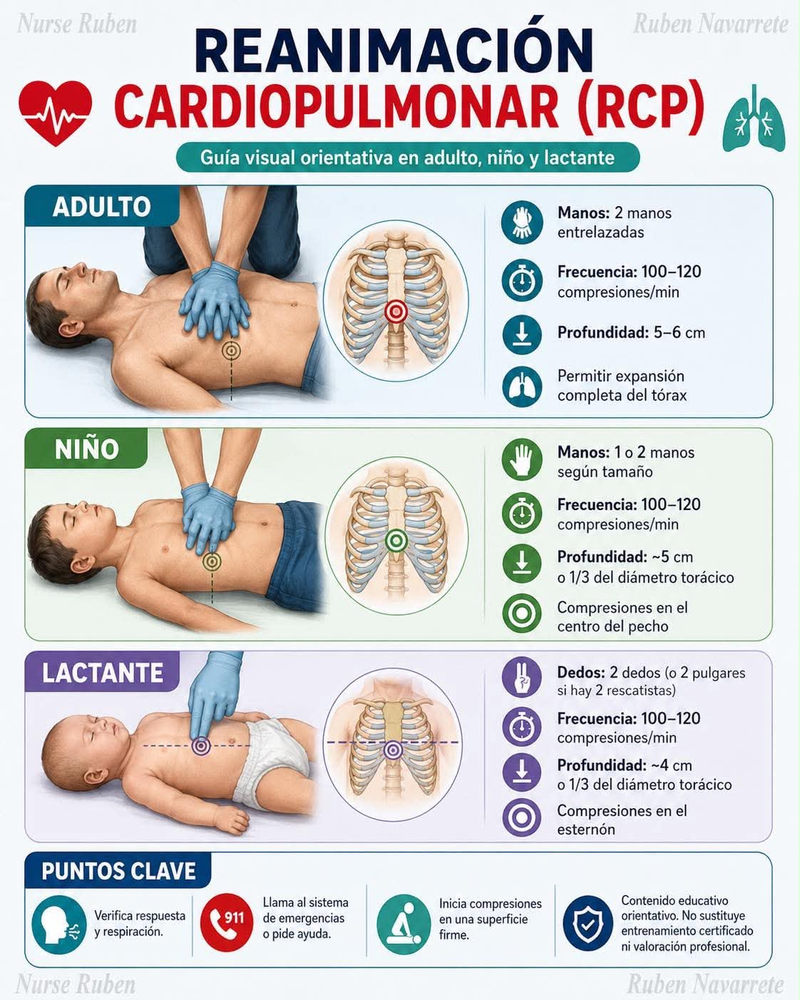 Nurse Ruben
Ruben Navarrete
REANIMACIÓN
CARDIOPULMONAR (RCP)
Guía visual orientativa en adulto, niño y lactante
ADULTO
Manos: 2 manos
entrelazadas
Frecuencia: 100–120
compresiones/min
Profundidad: 5–6 cm
Permitir expansión
completa del tórax
NIÑO
Manos: 1 o 2 manos
según tamaño
Frecuencia: 100–120
compresiones/min
Profundidad: ~5 cm
o 1/3 del diámetro torácico
Compresiones en el
centro del pecho
LACTANTE
Dedos: 2 dedos (o 2 pulgares
si hay 2 rescatistas)
Frecuencia: 100–120
compresiones/min
Profundidad: ~4 cm
o 1/3 del diámetro torácico
Compresiones en el
esternón
PUNTOS CLAVE
Verifica respuesta
y respiración.
911
Llama al sistema
de emergencias
o pide ayuda.
Inicia compresiones
en una superficie
firme.
Contenido educativo
orientativo. No sustituye
entrenamiento certificado
ni valoración profesional.
Nurse Ruben
Ruben Navarrete